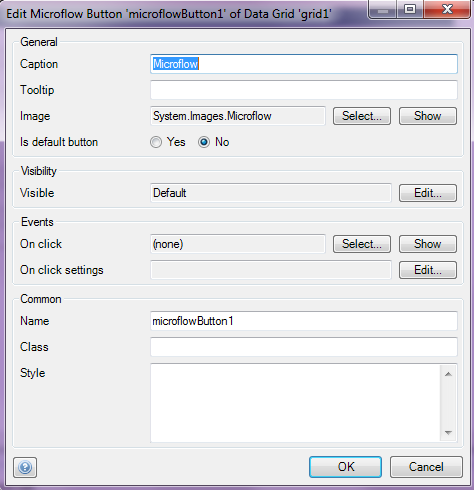 Edit Microflow Button 'microflowButton1' of Data Grid 'grid1'
General
Caption Microflow
Tooltip
Image System.Images.Microflow Select... Show
Is default button Yes No
Visibility
Visible Default Edit...
Events
On click (none) Select... Show
On click settings Edit...
Common
Name microflowButton1
Class
Style
? OK Cancel